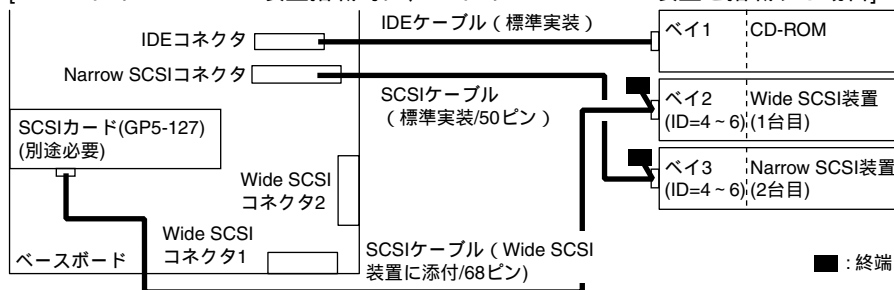 IDEケーブル（標準実装）
IDEコネクタ
Narrow SCSIコネクタ
SCSIケーブル
（標準実装/50ピン）
SCSIカード(GP5-127)
(別途必要)
Wide SCSI
コネクタ2
Wide SCSI
コネクタ1
ベースボード
SCSIケーブル（Wide SCSI
装置に添付/68ピン)
ベイ1 CD-ROM
ベイ2 Wide SCSI装置
(ID=4～6) (1台目)
ベイ3 Narrow SCSI装置
(ID=4～6) (2台目)
：終端